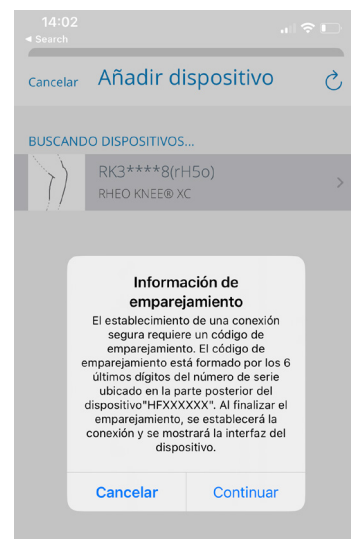 14:02
◀ Search
Cancelar Añadir dispositivo
BUSCANDO DISPOSITIVOS...
RK3****8(rH5o)
RHEO KNEE® XC
Información de
emparejamiento
El establecimiento de una conexión
segura requiere un código de
emparejamiento. El código de
emparejamiento está formado por los 6
últimos dígitos del número de serie
ubicado en la parte posterior del
dispositivo"HFXXXXXX". Al finalizar el
emparejamiento, se establecerá la
conexión y se mostrará la interfaz del
dispositivo.
Cancelar Continuar